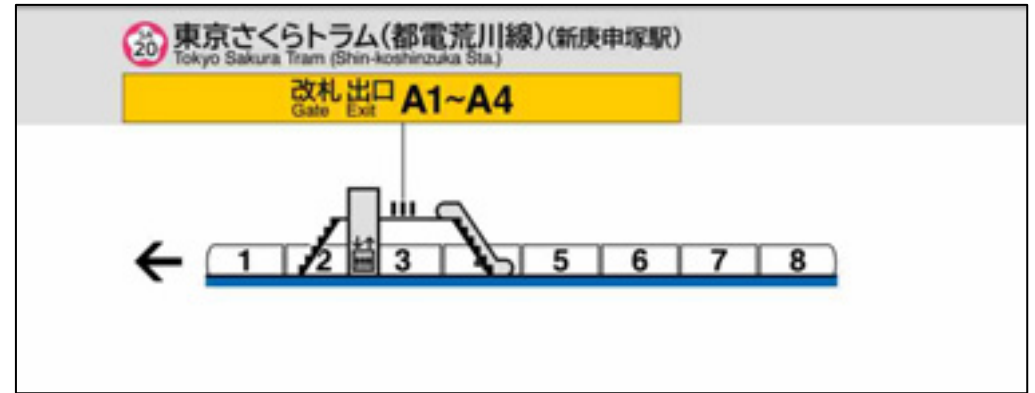 SA
20
東京さくらトラム(都電荒川線)(新庚申塚駅)
Tokyo Sakura Tram (Shin-koshinzuka Sta.)
改札 出口 A1~A4
Gate Exit
1 2 3 4 5 6 7 8